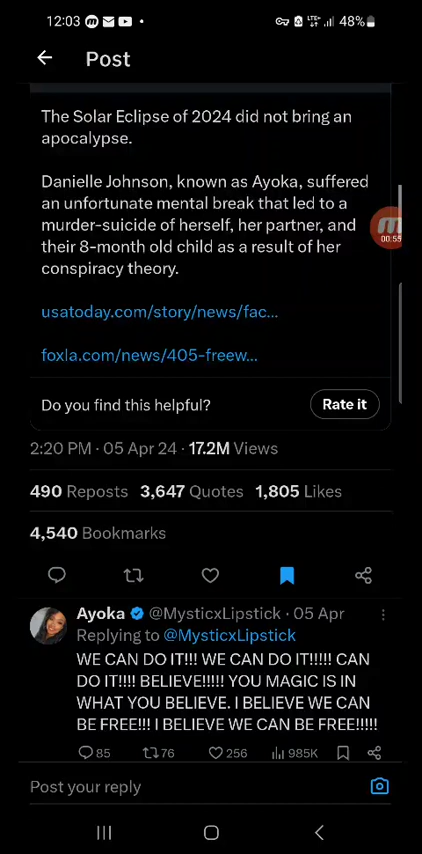 12:03
LTE+
48%
Post
The Solar Eclipse of 2024 did not bring an
apocalypse.
Danielle Johnson, known as Ayoka, suffered
an unfortunate mental break that led to a
murder-suicide of herself, her partner, and
their 8-month old child as a result of her
conspiracy theory.
00:55
usatoday.com/story/news/fac...
foxla.com/news/405-freew...
Do you find this helpful?
Rate it
2:20 PM · 05 Apr 24 · 17.2M Views
490 Reposts 3,647 Quotes 1,805 Likes
4,540 Bookmarks
Ayoka @MysticxLipstick · 05 Apr
Replying to @MysticxLipstick
WE CAN DO IT!!! WE CAN DO IT!!!!! CAN
DO IT!!!! BELIEVE!!!!! YOU MAGIC IS IN
WHAT YOU BELIEVE. I BELIEVE WE CAN
BE FREE!!! I BELIEVE WE CAN BE FREE!!!!!
85 76 256 985K
Post your reply